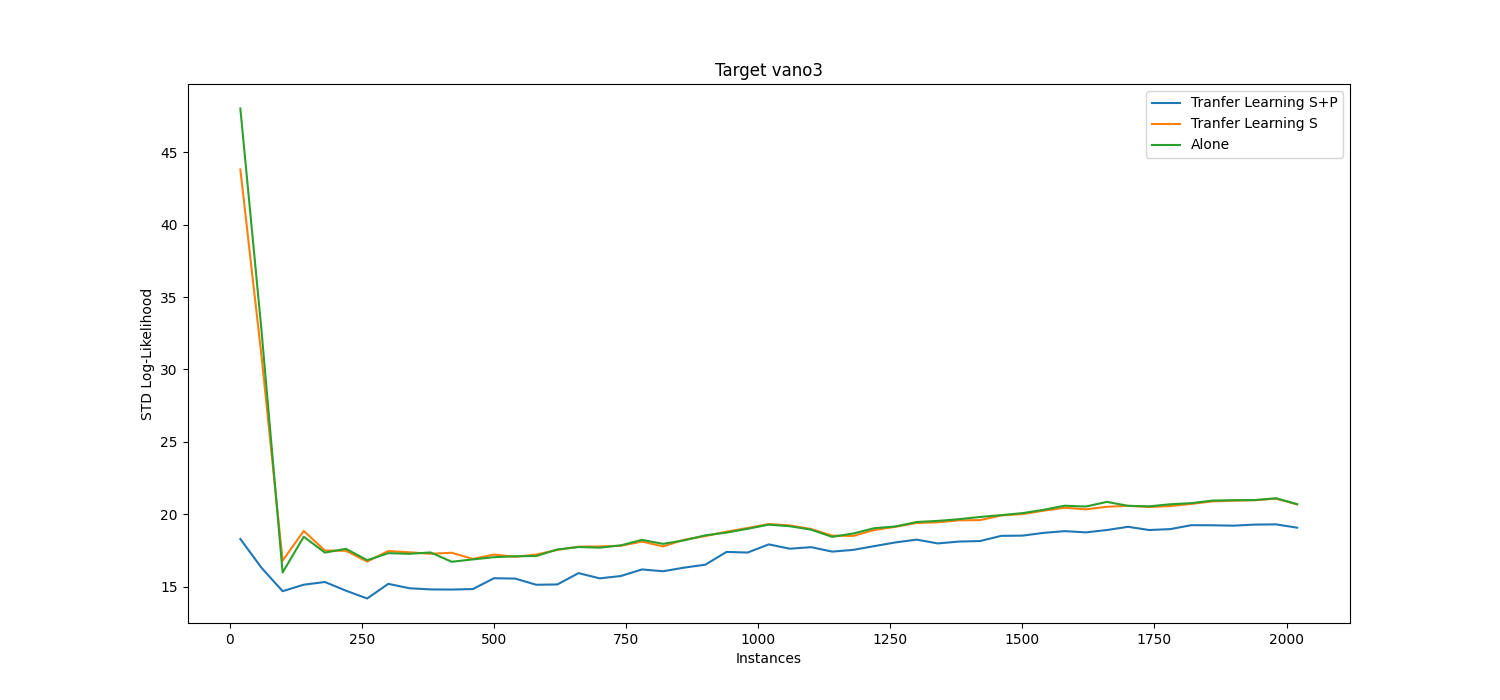 Target vano3
Tranfer Learning S+P
Tranfer Learning S
Alone
STD Log-Likelihood
45
40
35
30
25
20
15
0 250 500 750 1000 1250 1500 1750 2000
Instances